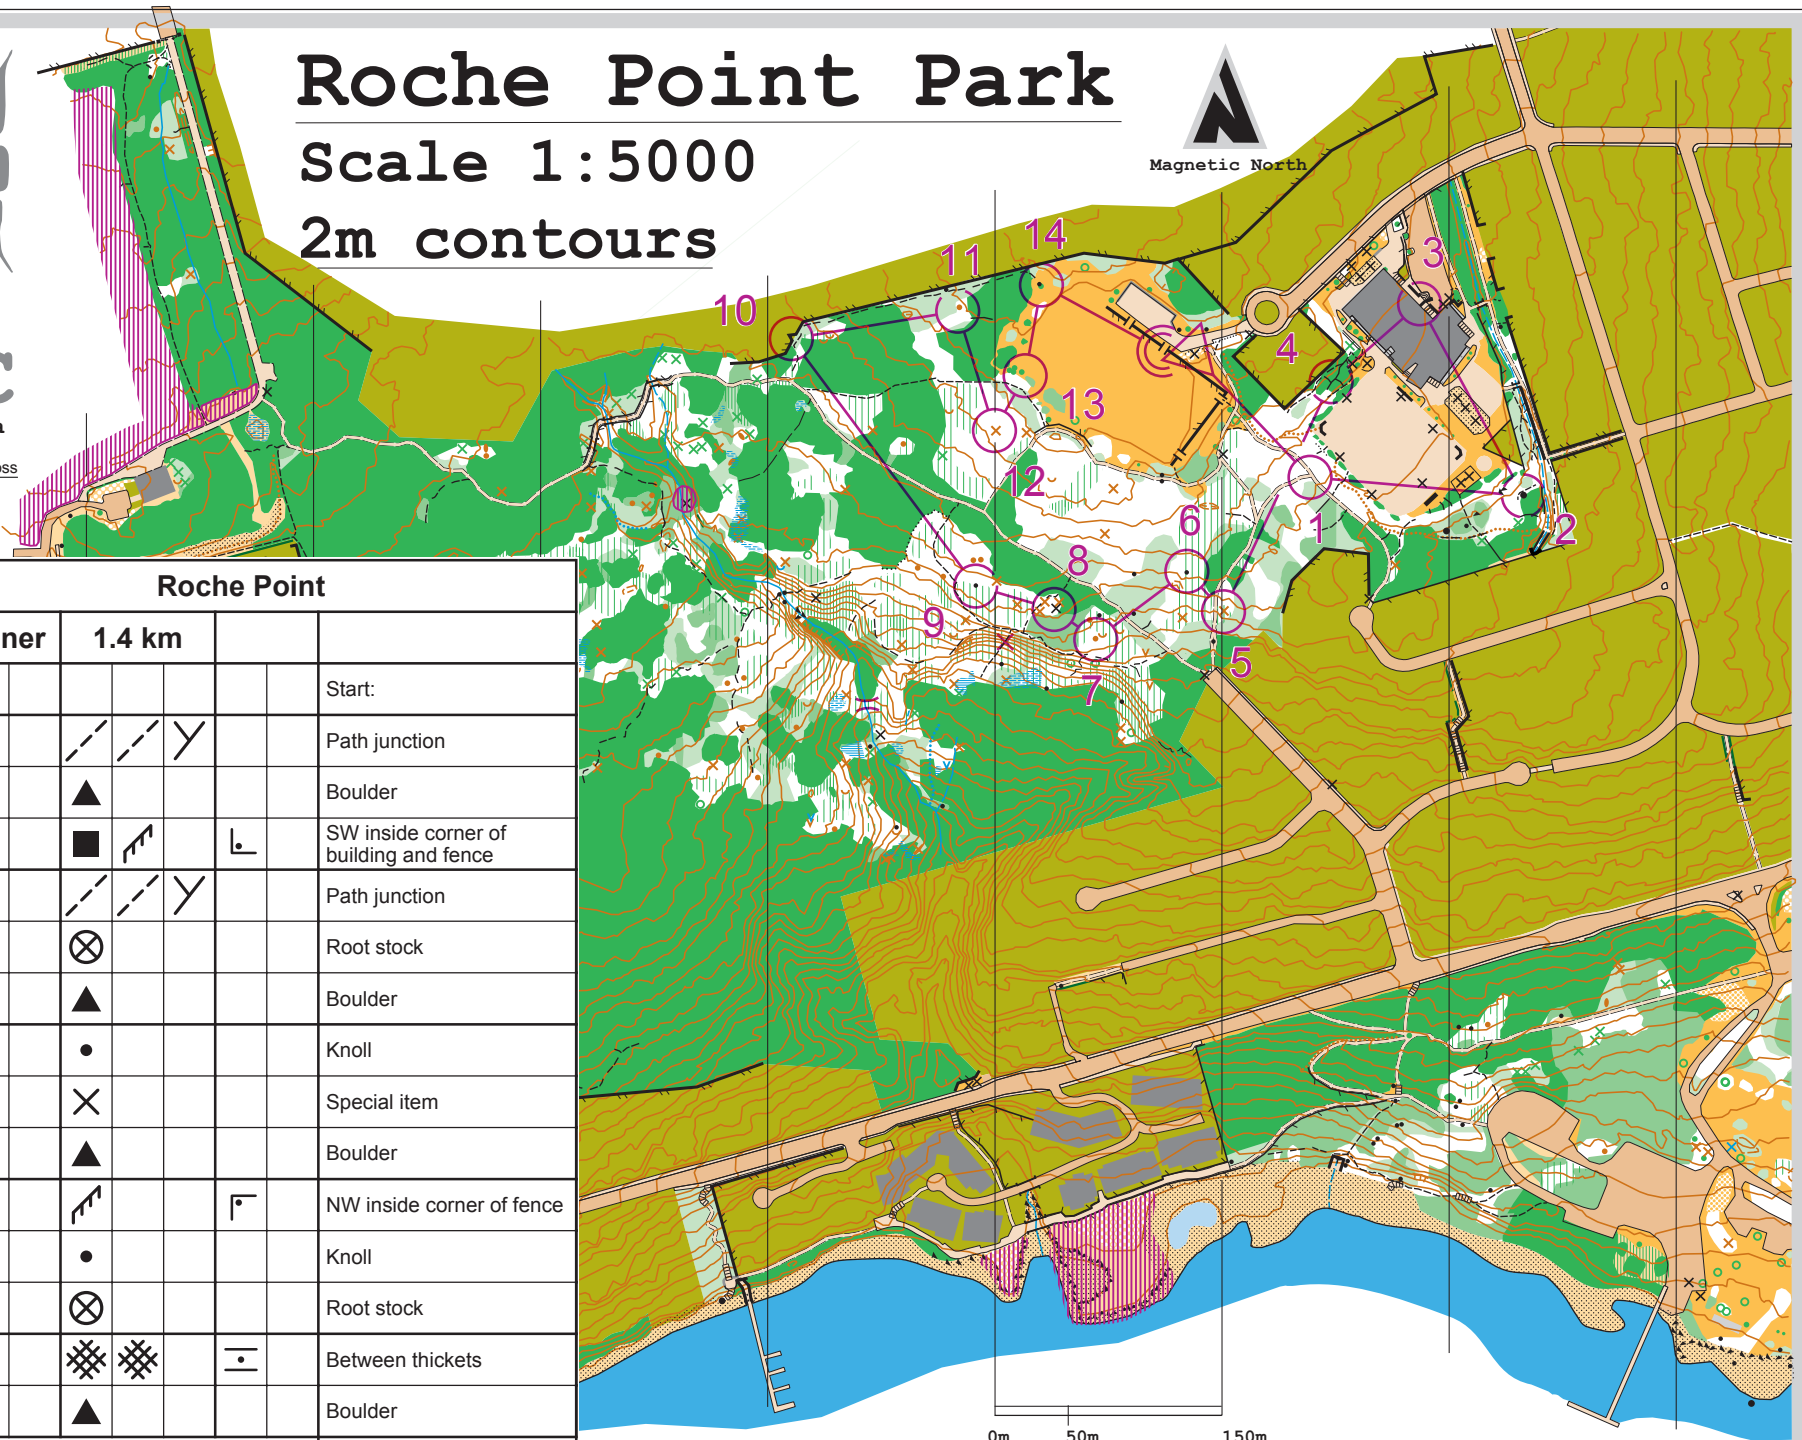 Roche Point Park
Scale 1:5000
2m contours
Magnetic North
14
11
10
3
4
13
12
6
1
2
8
9
5
7
Roche Point
ner 1.4 km
Start:
Path junction
Boulder
SW inside corner of
building and fence
Path junction
Root stock
Boulder
Knoll
Special item
Boulder
NW inside corner of fence
Knoll
Root stock
Between thickets
Boulder
0m 50m 150m